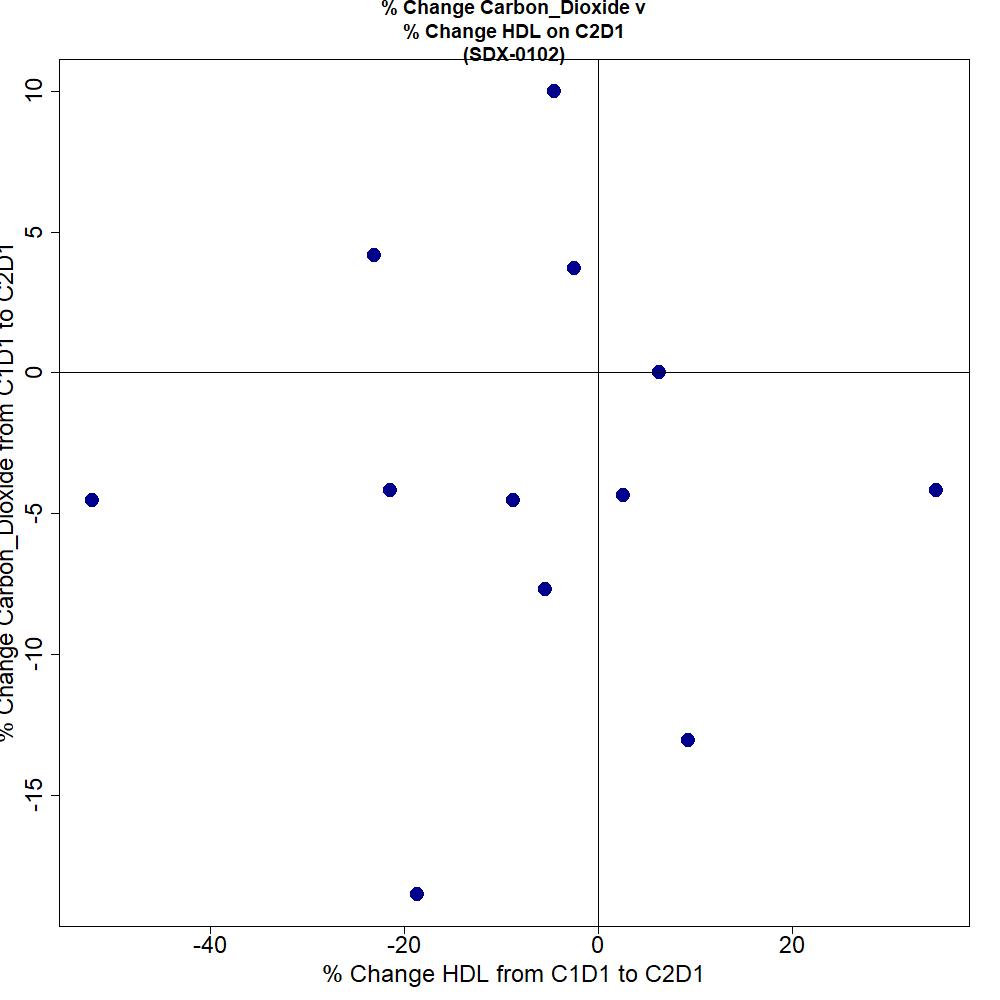 % Change Carbon_Dioxide v
% Change HDL on C2D1
(SDX-0102)
% Change Carbon_Dioxide from C1D1 to C2D1
10
5
0
-5
-10
-15
-40
-20
0
20
% Change HDL from C1D1 to C2D1